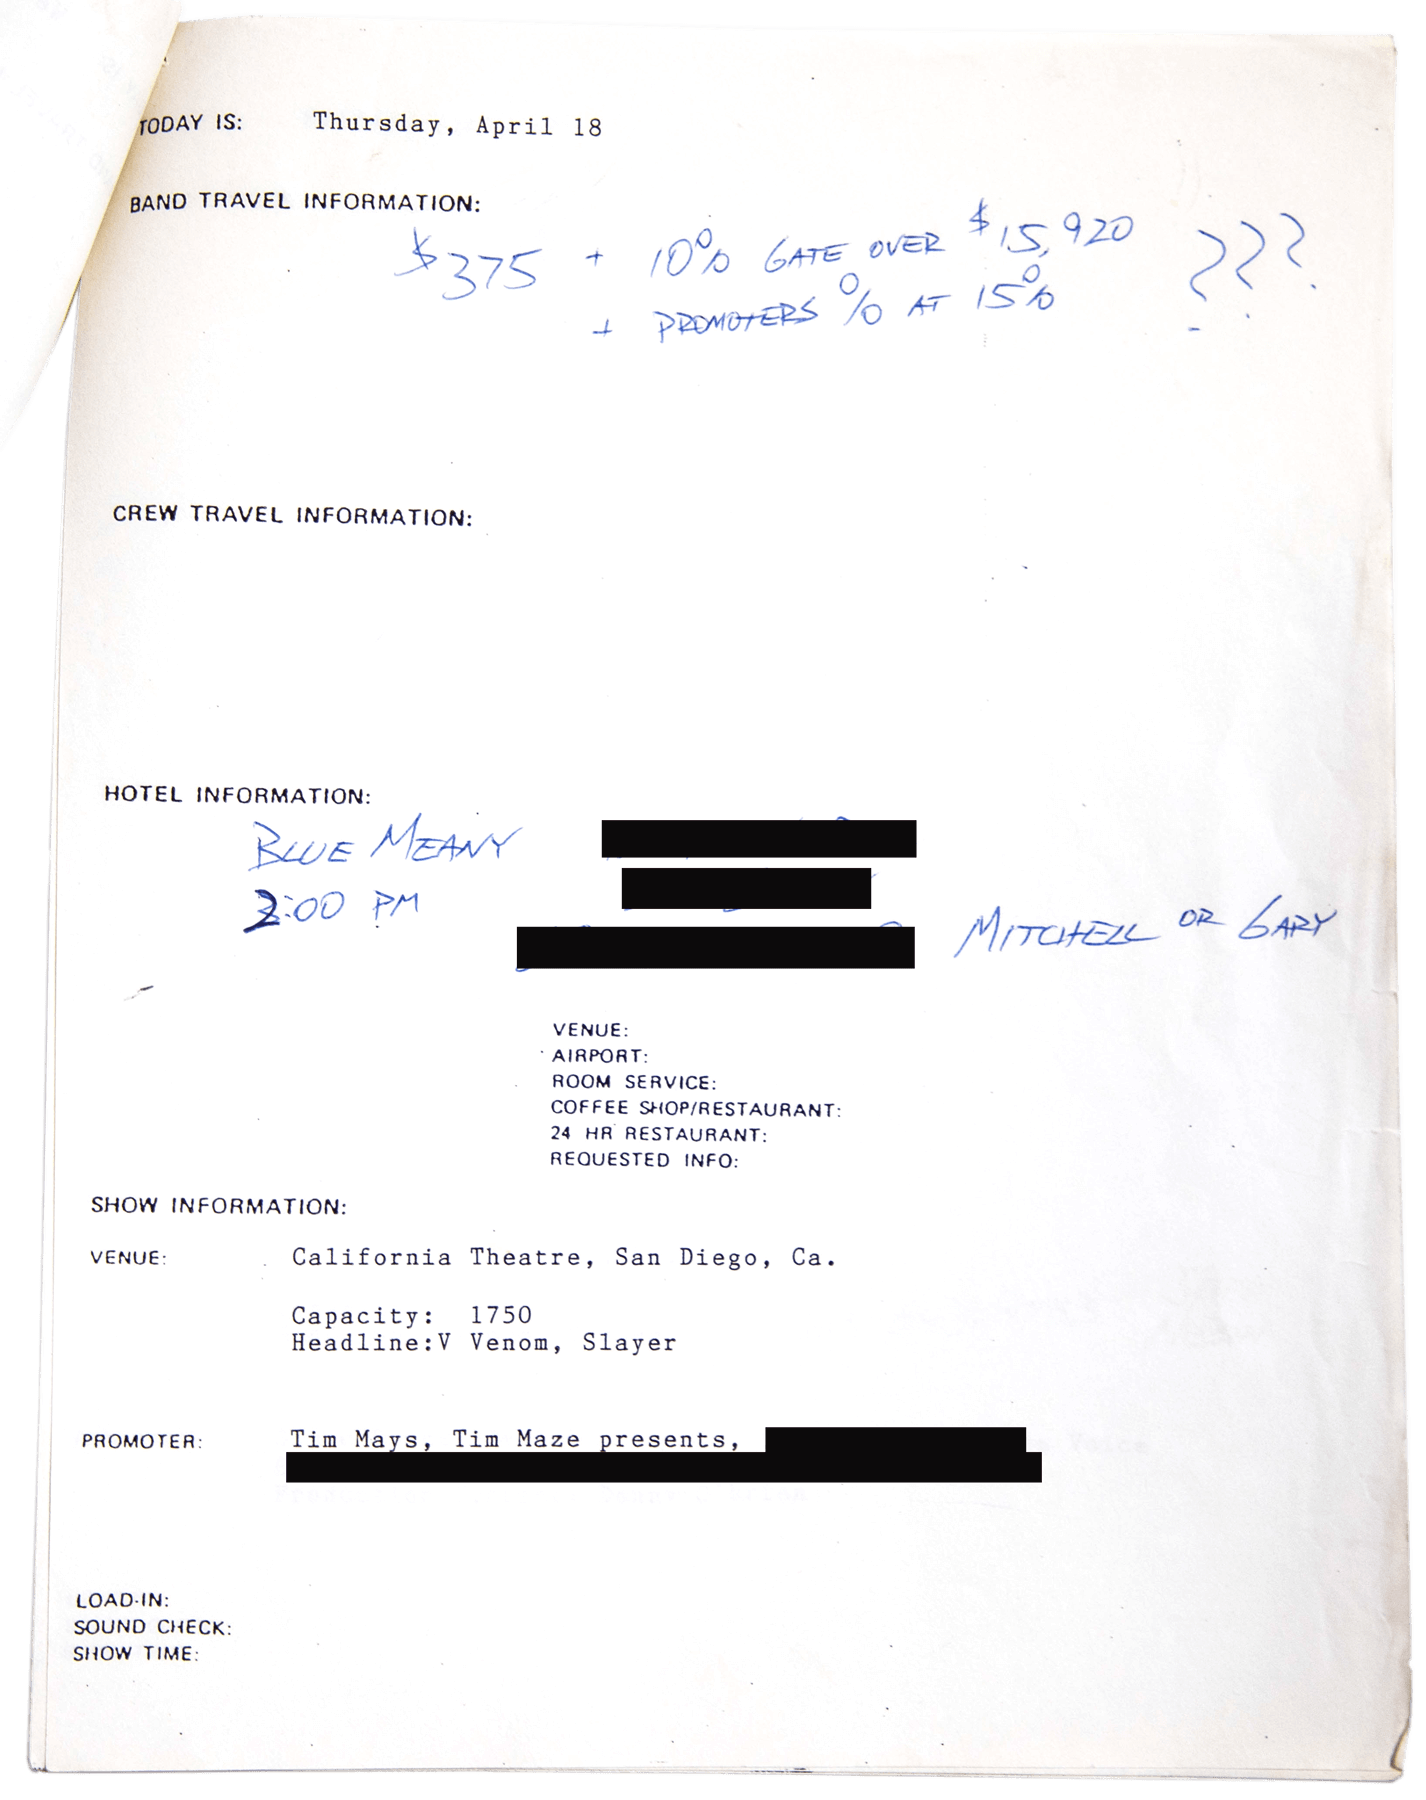 TODAY IS: Thursday, April 18
BAND TRAVEL INFORMATION:
$375 + 10% GATE OVER $15,920 ???
+ PROMOTERS % AT 15%
CREW TRAVEL INFORMATION:
HOTEL INFORMATION:
BLUE MEANY
2:00 PM
MITCHELL OR GARY
VENUE:
AIRPORT:
ROOM SERVICE:
COFFEE SHOP/RESTAURANT:
24 HR RESTAURANT:
REQUESTED INFO:
SHOW INFORMATION:
VENUE: California Theatre, San Diego, Ca.
Capacity: 1750
Headline:V Venom, Slayer
PROMOTER: Tim Mays, Tim Maze presents,
LOAD-IN:
SOUND CHECK:
SHOW TIME: